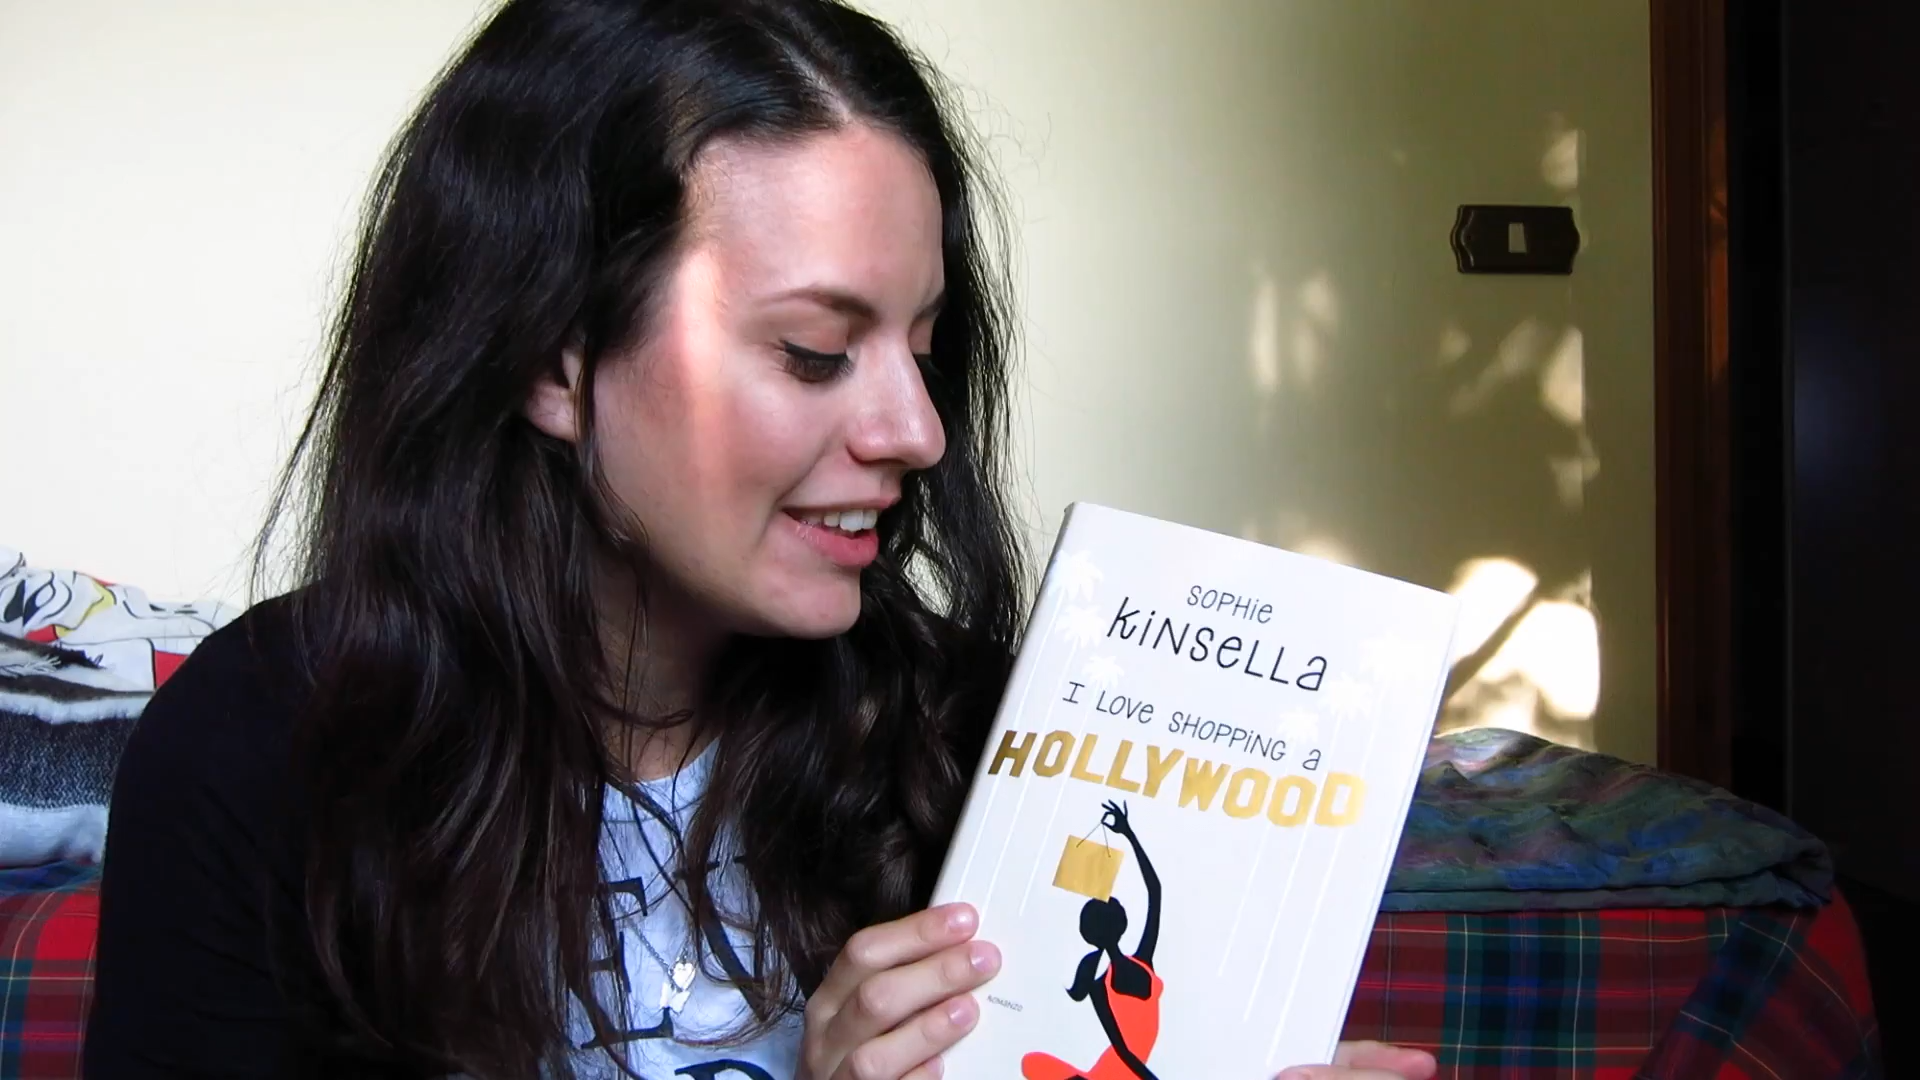 SOPHiE
KiNSeLLa
I LOVE SHOPPiNG a
HOLLYWOOD
ROMANZO